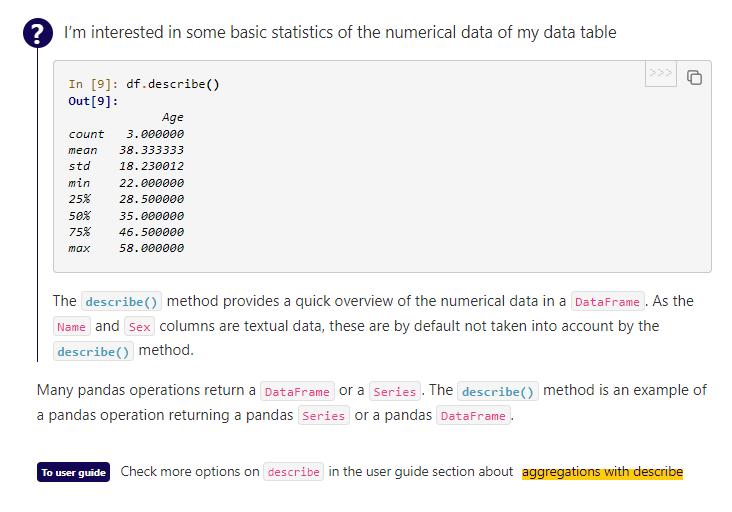 ? I'm interested in some basic statistics of the numerical data of my data table
>>>
In [9]: df.describe()
Out[9]:
Age
count 3.000000
mean 38.333333
std 18.230012
min 22.000000
25% 28.500000
50% 35.000000
75% 46.500000
max 58.000000
The describe() method provides a quick overview of the numerical data in a DataFrame. As the
Name and Sex columns are textual data, these are by default not taken into account by the
describe() method.
Many pandas operations return a DataFrame or a Series. The describe() method is an example of
a pandas operation returning a pandas Series or a pandas DataFrame.
To user guide Check more options on describe in the user guide section about aggregations with describe